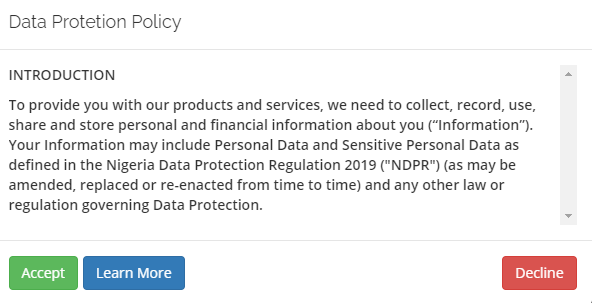 Data Protetion Policy
INTRODUCTION
To provide you with our products and services, we need to collect, record, use,
share and store personal and financial information about you (“Information”).
Your Information may include Personal Data and Sensitive Personal Data as
defined in the Nigeria Data Protection Regulation 2019 ("NDPR") (as may be
amended, replaced or re-enacted from time to time) and any other law or
regulation governing Data Protection.
Accept Learn More Decline